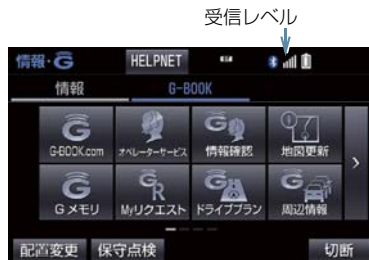 受信レベル
情報・G
HELPNET
情報
G-BOOK
G-BOOK.com
オペレーターサービス
情報確認
地図更新
G メモリ
Myリクエスト
ドライブプラン
周辺情報
配置変更
保守点検
切断